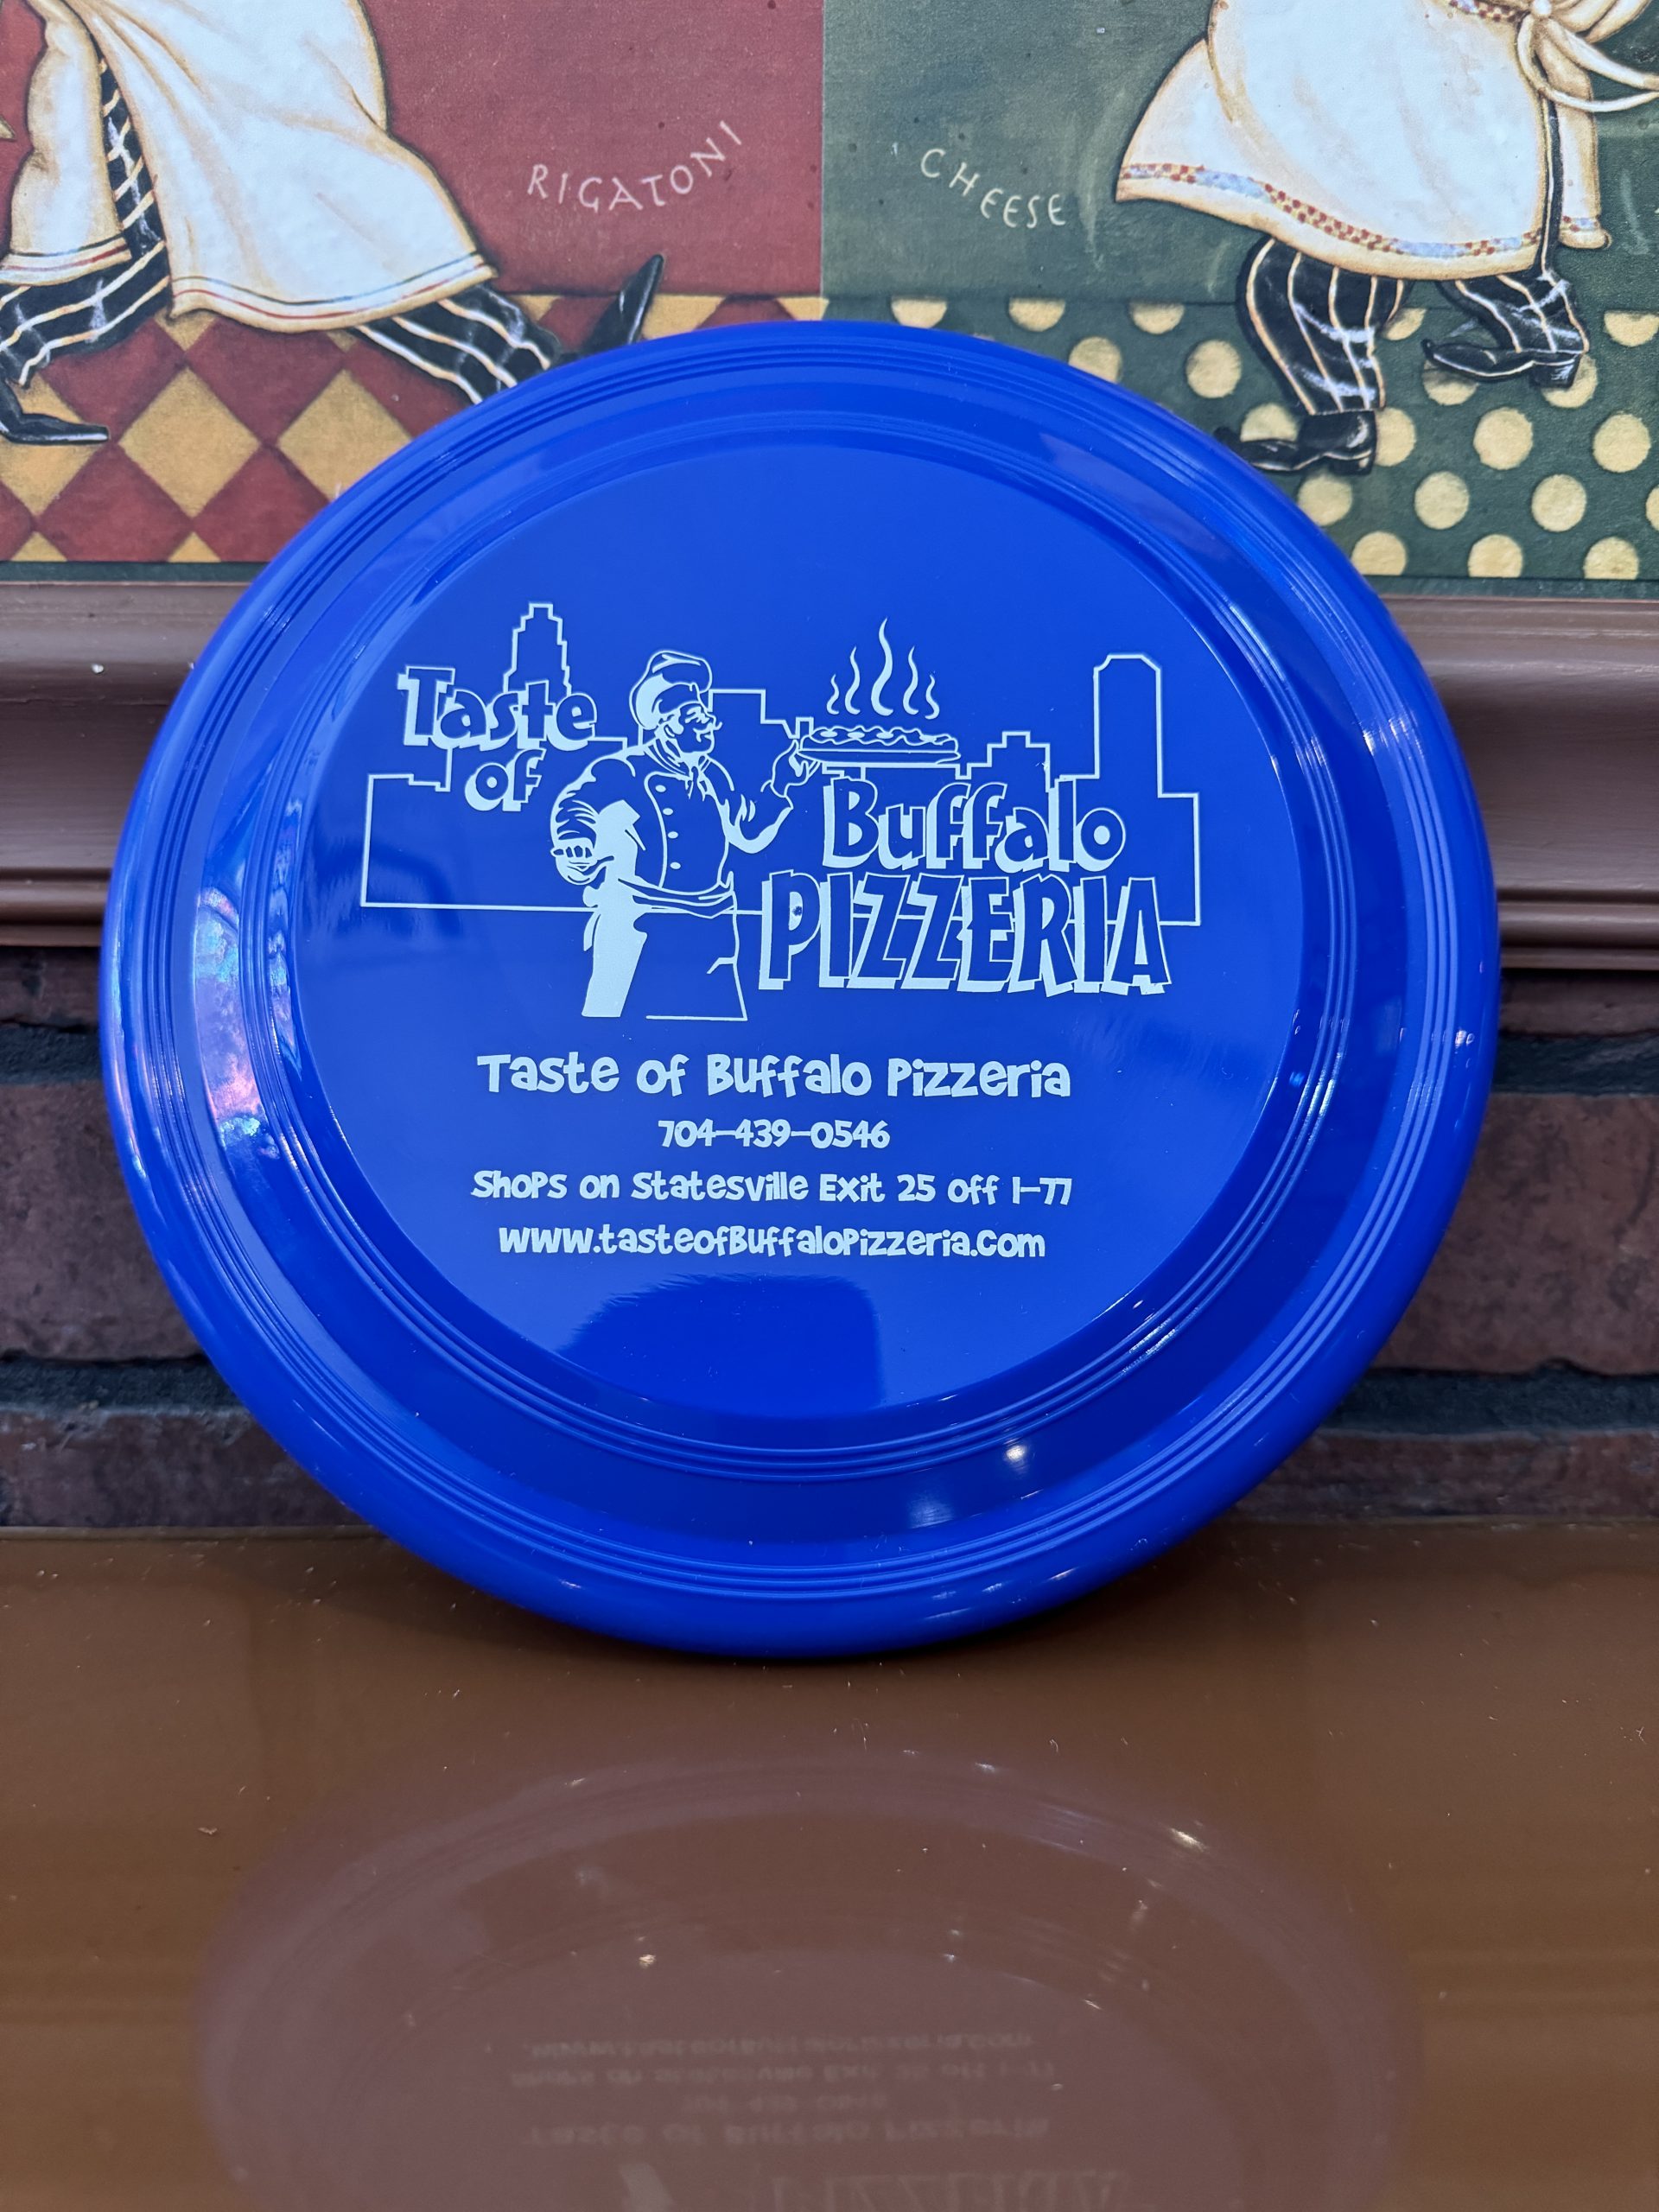 RIGATONI
CHEESE
Taste
of
Buffalo
PIZZERIA
Taste of Buffalo Pizzeria
704-439-0546
Shops on Statesville Exit 25 off I-77
www.tasteofBuffaloPizzeria.com